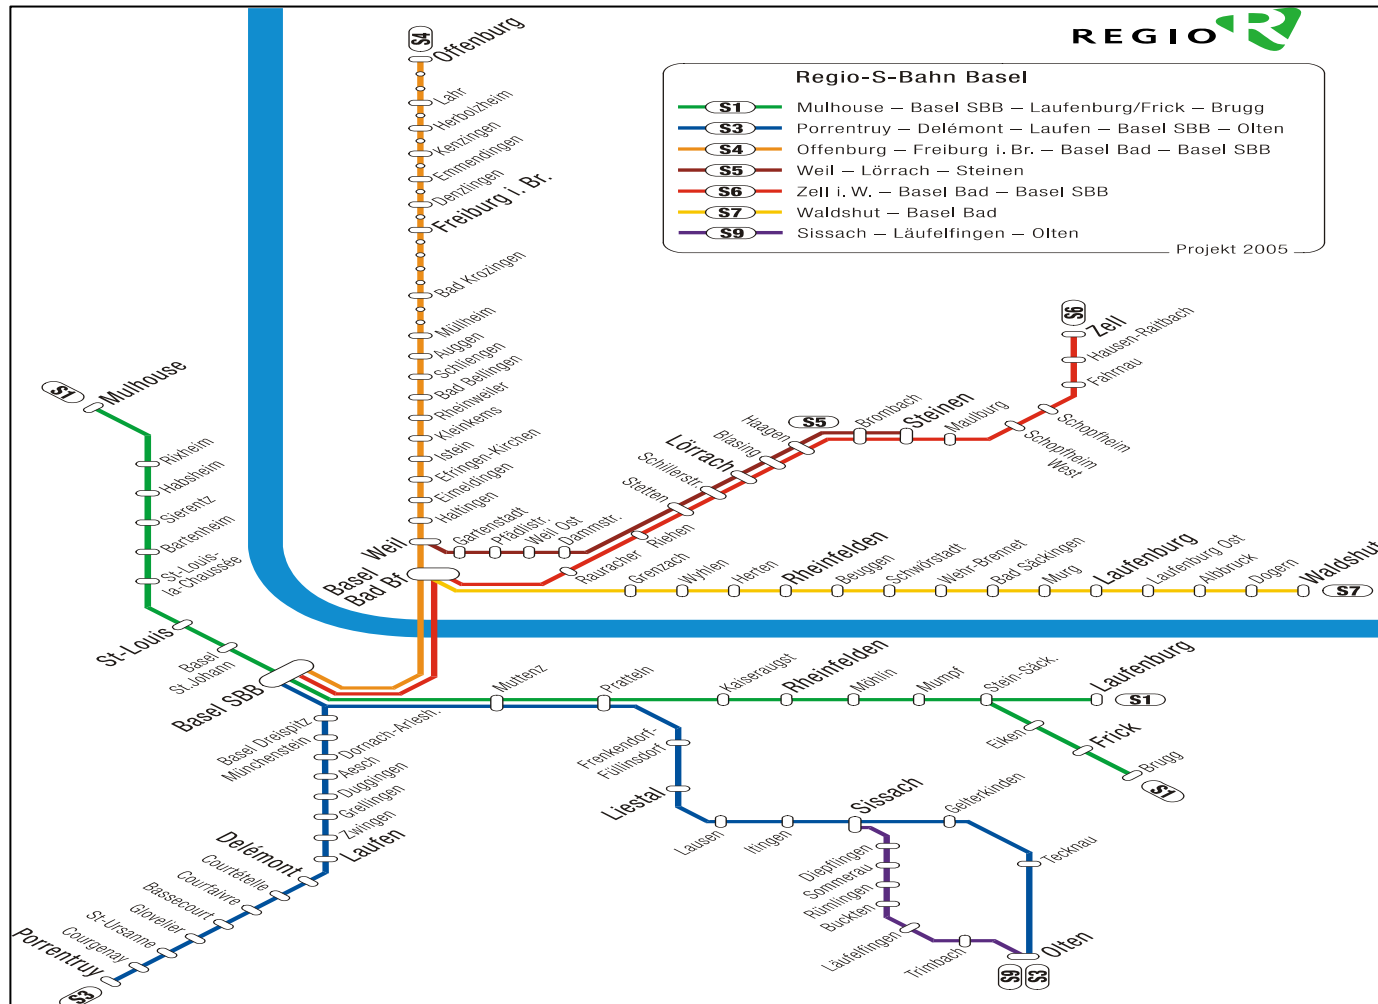 REGIO
Regio-S-Bahn Basel
S1 Mulhouse – Basel SBB – Laufenburg/Frick – Brugg
S3 Porrentruy – Delémont – Laufen – Basel SBB – Olten
S4 Offenburg – Freiburg i. Br. – Basel Bad – Basel SBB
S5 Weil – Lörrach – Steinen
S6 Zell i. W. – Basel Bad – Basel SBB
S7 Waldshut – Basel Bad
S9 Sissach – Läufelfingen – Olten
Projekt 2005
S4
Offenburg
Lahr
Herbolzheim
Kenzingen
Emmendingen
Denzlingen
Freiburg i. Br.
Bad Krozingen
Müllheim
Auggen
Schliengen
Bad Bellingen
Rheinweiler
Kleinkems
Istein
Efringen-Kirchen
Eimeldingen
Haltingen
Basel Weil
Bad Bf
S1
Mulhouse
Rixheim
Habsheim
Sierentz
Bartenheim
St-Louis-
la-Chaussée
St-Louis
Basel
St.Johann
Basel SBB
Gartenstadt
Pfädlistr.
Weil Ost
Dammstr.
Stetten
Schillerstr.
Lörrach
Blasing
Haagen
S5
Brombach
Steinen
Maulburg
Schopfheim
West
Schopfheim
Fahrnau
Hausen-Raitbach
Zell
S6
Rauracher
Riehen
Grenzach
Wyhlen
Herten
Rheinfelden
Beuggen
Schwörstadt
Wehr-Brennet
Bad Säckingen
Murg
Laufenburg
Laufenburg Ost
Albbruck
Dogern
Waldshut
S7
Muttenz
Pratteln
Kaiseraugst
Rheinfelden
Möhlin
Mumpf
Stein-Säck.
Laufenburg
S1
Eiken
Frick
Brugg
S1
Basel Dreispitz
Münchenstein
Dornach-Arlesh.
Aesch
Duggingen
Grellingen
Zwingen
Laufen
Delémont
Courtételle
Courfaivre
Bassecourt
Glovelier
St-Ursanne
Courgenay
Porrentruy
S3
Frenkendorf-
Füllinsdorf
Liestal
Lausen
Itingen
Sissach
Gelterkinden
Tecknau
Diepflingen
Sommerau
Rümlingen
Buckten
Läufelfingen
Trimbach
Olten
S9
S3